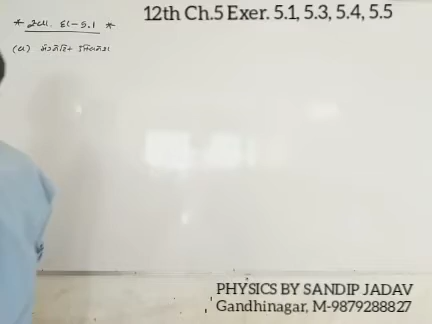 12th Ch.5 Exer. 5.1, 5.3, 5.4, 5.5
PHYSICS BY SANDIP JADAV
Gandhinagar, M-9879288827